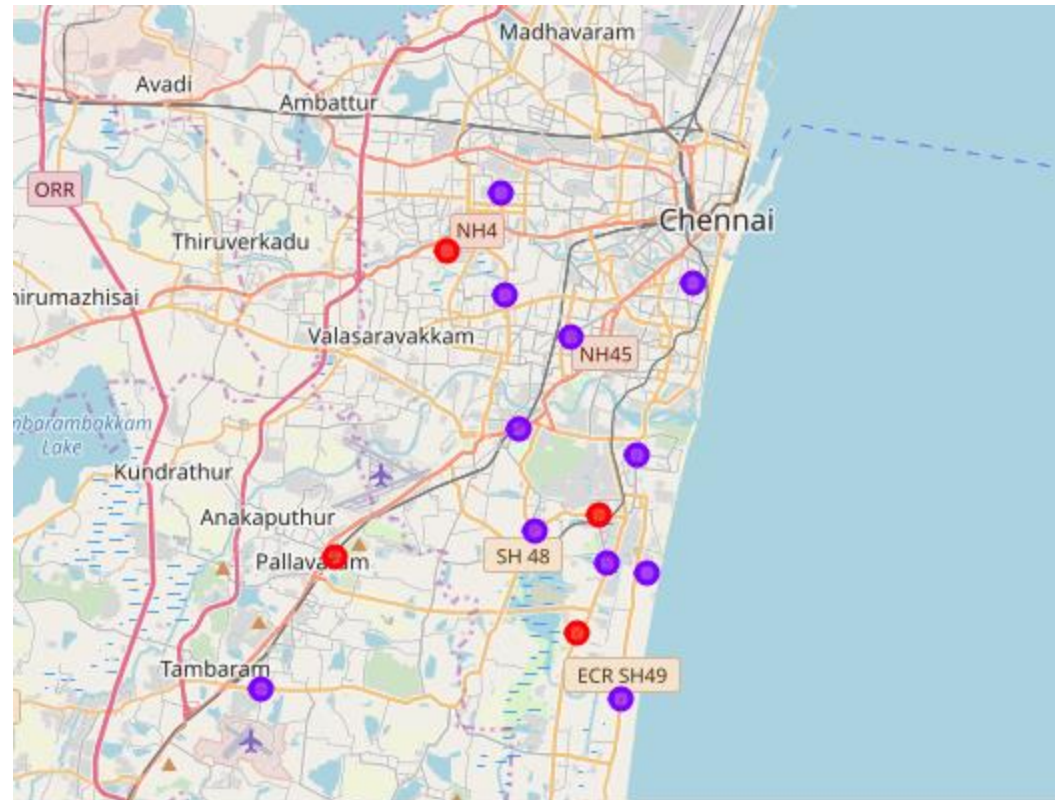 Madhavaram
Avadi
Ambattur
ORR
Chennai
NH4
Thiruverkadu
hirumazhisai
Valasaravakkam
NH45
mbarambakkam
Lake
Kundrathur
Anakaputhur
SH 48
Pallavaram
Tambaram
ECR SH49